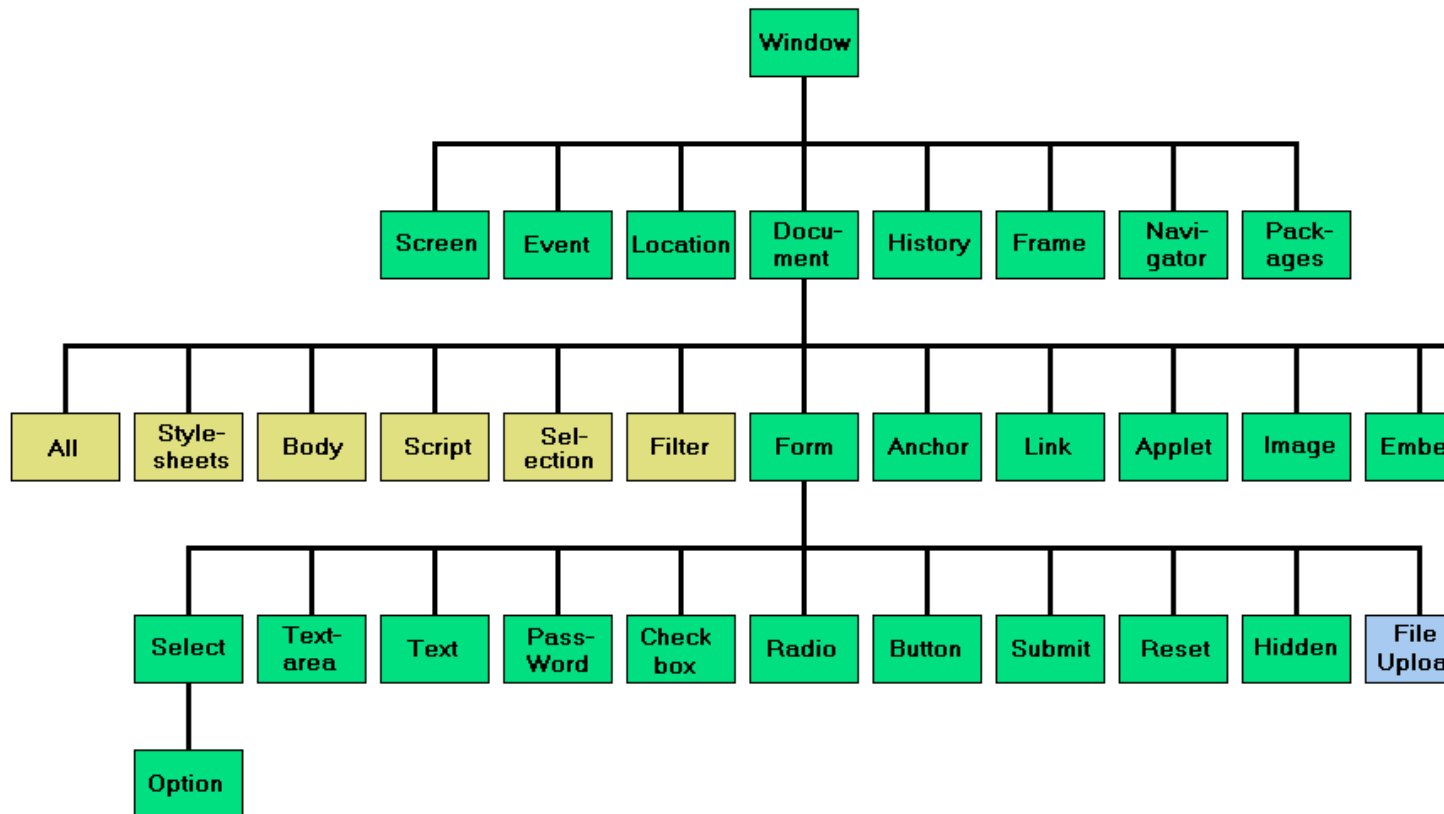 Window
Screen
Event
Location
Docu-
ment
History
Frame
Navi-
gator
Pack-
ages
All
Style-
sheets
Body
Script
Sel-
ection
Filter
Form
Anchor
Link
Applet
Image
Embe
Select
Text-
area
Text
Pass-
Word
Check
box
Radio
Button
Submit
Reset
Hidden
File
Uploa
Option